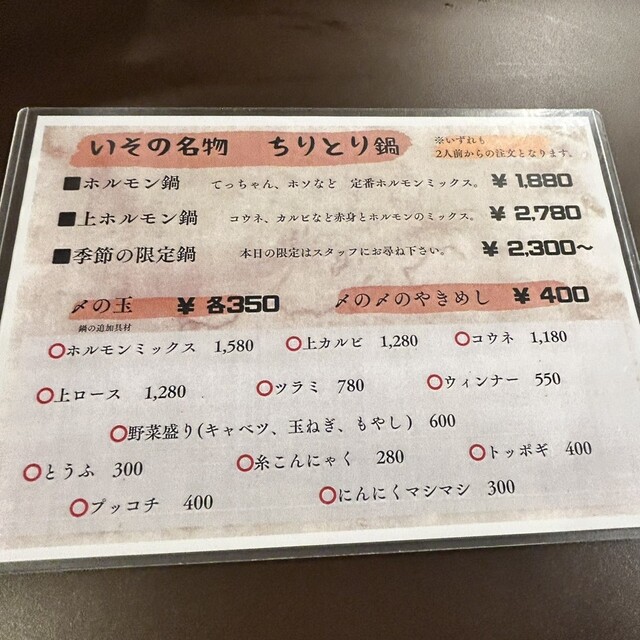 いその名物 ちりとり鍋
※いずれも
2人前からの注文となります。
■ホルモン鍋 てっちゃん、ホソなど 定番ホルモンミックス。 ¥ 1,880
■上ホルモン鍋 コウネ、カルビなど赤身とホルモンのミックス。 ¥ 2,780
■季節の限定鍋 本日の限定はスタッフにお尋ね下さい。 ¥ 2,300〜
〆の玉 ¥ 各350 〆の〆のやきめし ¥ 400
鍋の追加具材
○ホルモンミックス 1,580 ○上カルビ 1,280 ○コウネ 1,180
○上ロース 1,280 ○ツラミ 780 ○ウィンナー 550
○野菜盛り(キャベツ、玉ねぎ、もやし) 600
○とうふ 300 ○糸こんにゃく 280 ○トッポギ 400
○プッコチ 400 ○にんにくマシマシ 300